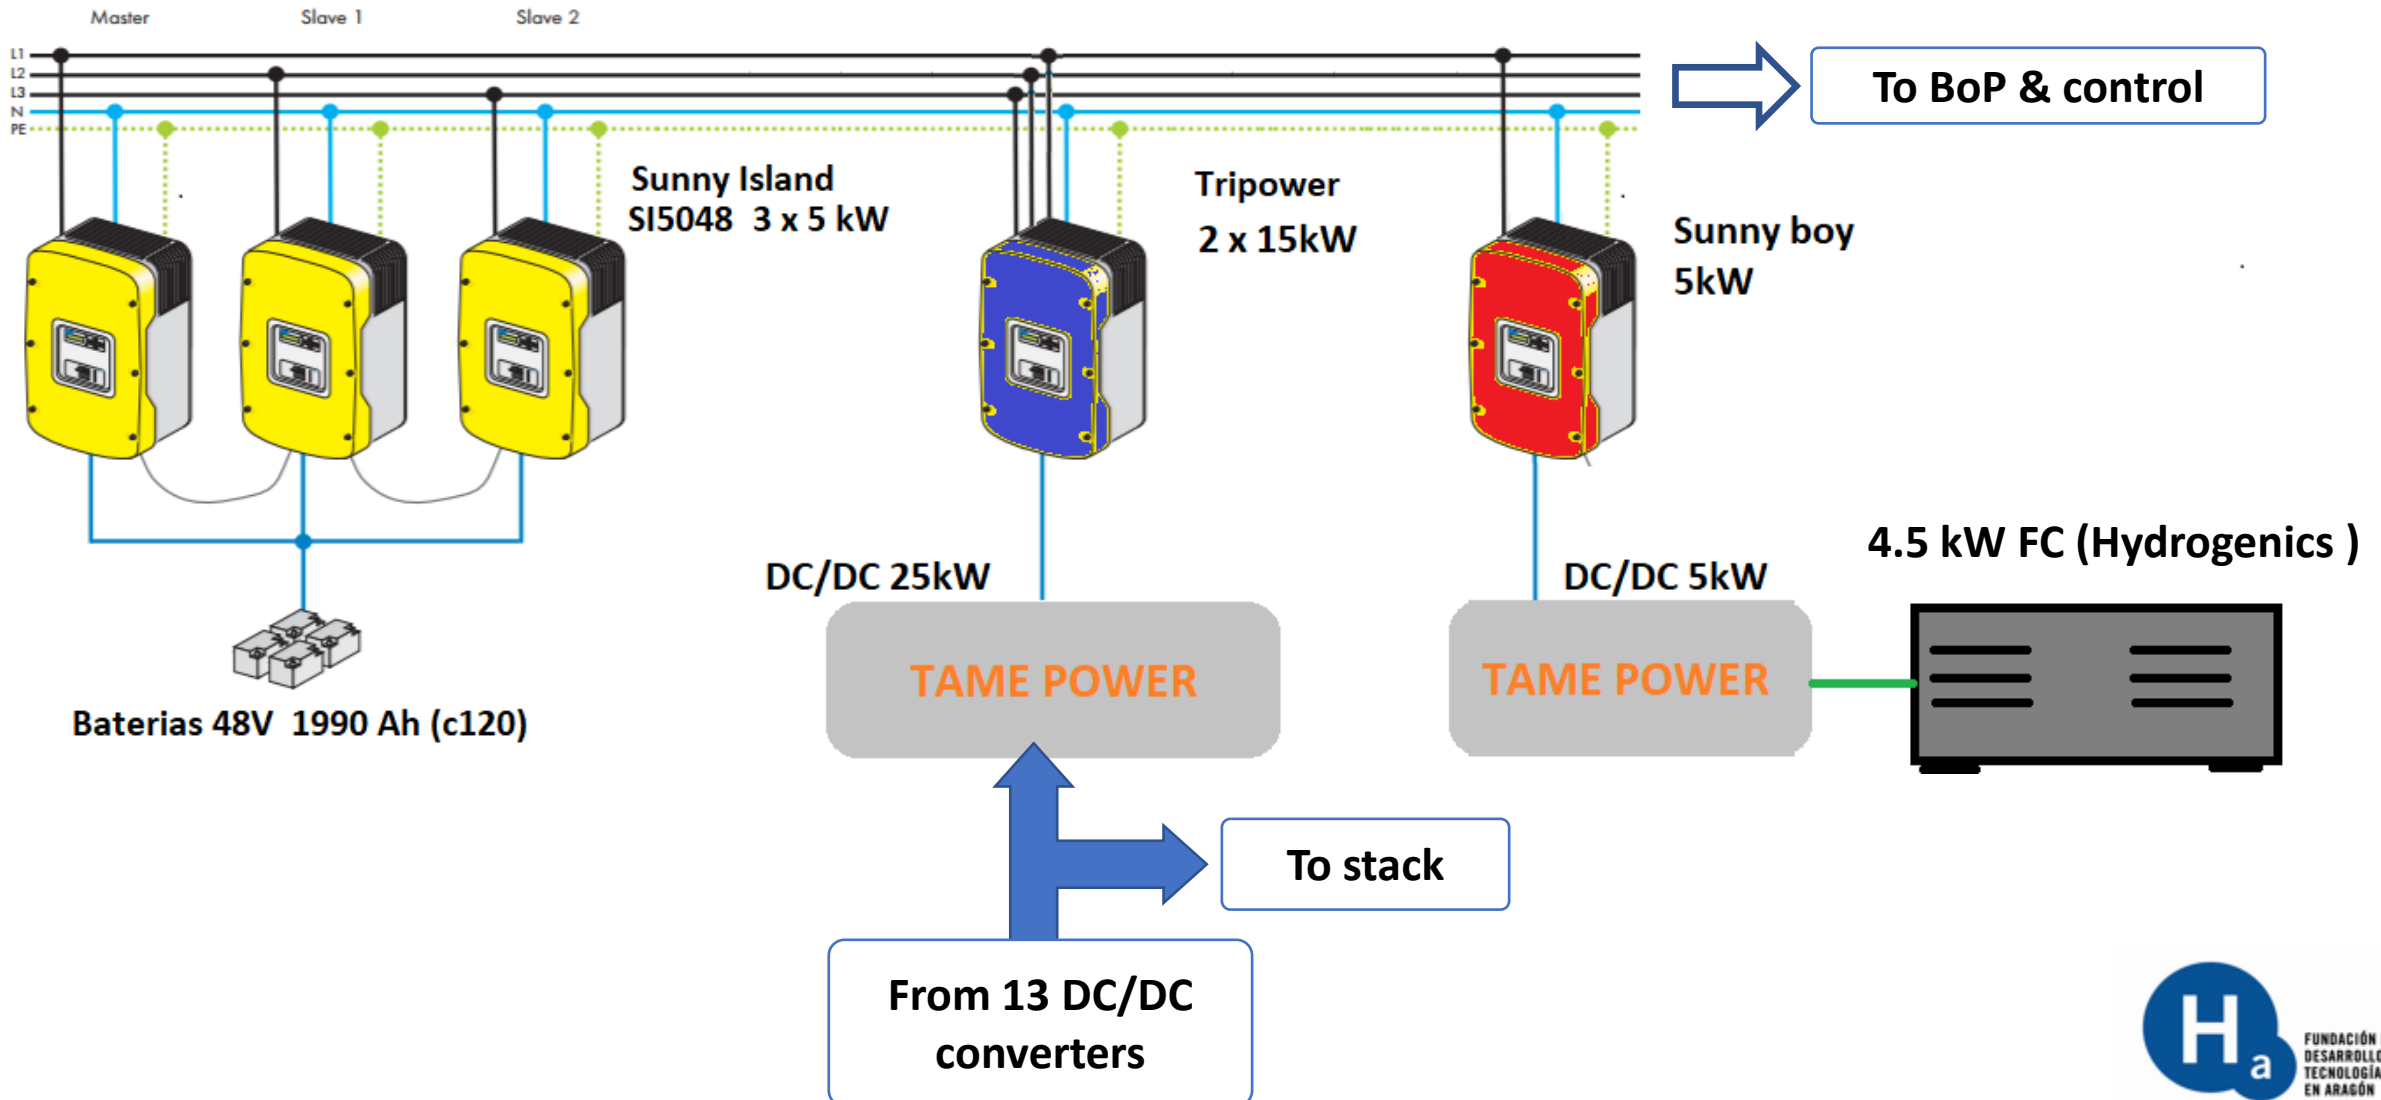 Master
Slave 1
Slave 2
L1
L2
L3
N
PE
To BoP & control
Sunny Island
SI5048 3 x 5 kW
Tripower
2 x 15kW
Sunny boy
5kW
4.5 kW FC (Hydrogenics )
DC/DC 25kW
DC/DC 5kW
TAME POWER
TAME POWER
Baterias 48V 1990 Ah (c120)
To stack
From 13 DC/DC
converters
Ha
FUNDACIÓN
DESARROLLO
TECNOLOGÍA
EN ARAGÓN